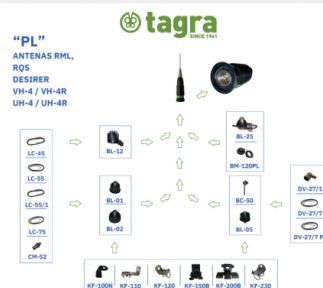 tagra
SINCE 1961
“PL”
ANTENAS RML,
RQS
DESIRER
VH-4 / VH-4R
UH-4 / UH-4R
LC-45
LC-55
LC-55/1
LC-75
CM-52
BL-12
BL-01
BL-02
BL-25
BM-120PL
BC-50
BL-05
DV-27/1
DV-27/7
DV-27/7 P
KF-100N
KF-110
KF-120
KF-150B
KF-200B
KF-230